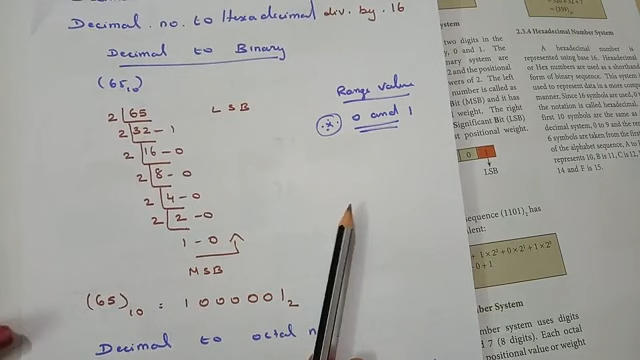 Decimal. no. to Hexadecimal div. by. 16
Decimal to Binary
(65₁₀)
2 65 LSB
2 32 - 1
2 16 - 0
2 8 - 0
2 4 - 0
2 2 - 0
1 - 0
MSB
(65)₁₀ = 1000001₂
Decimal to octal n
Range value
0 and 1
ystem
two digits in the
y, 0 and 1. The
nary system are
2 and the positional
wers of 2. The left
number is called as
Bit (MSB) and it has
l weight. The right
Significant Bit (LSB)
t positional weight.
0 1
LSB
equence (1101)₂ has
lent:
+ 1×2² + 0×2¹ + 1×2⁰
+ 0 + 1
ber System
mber system uses digits
d 7 (8 digits). Each octal
positional value or weight
2.3.4 Hexadecimal Number System
A hexadecimal number is
represented using base 16. Hexadecimal
or Hex numbers are used as a shorthand
form of binary sequence. This system
used to represent data in a more compact
manner. Since 16 symbols are used, 0
the notation is called hexadecimal.
first 10 symbols are the same as
decimal system, 0 to 9 and the
6 symbols are taken from the first
of the alphabet sequence, A to
represents 10, B is 11, C is 12,
14 and F is 15.